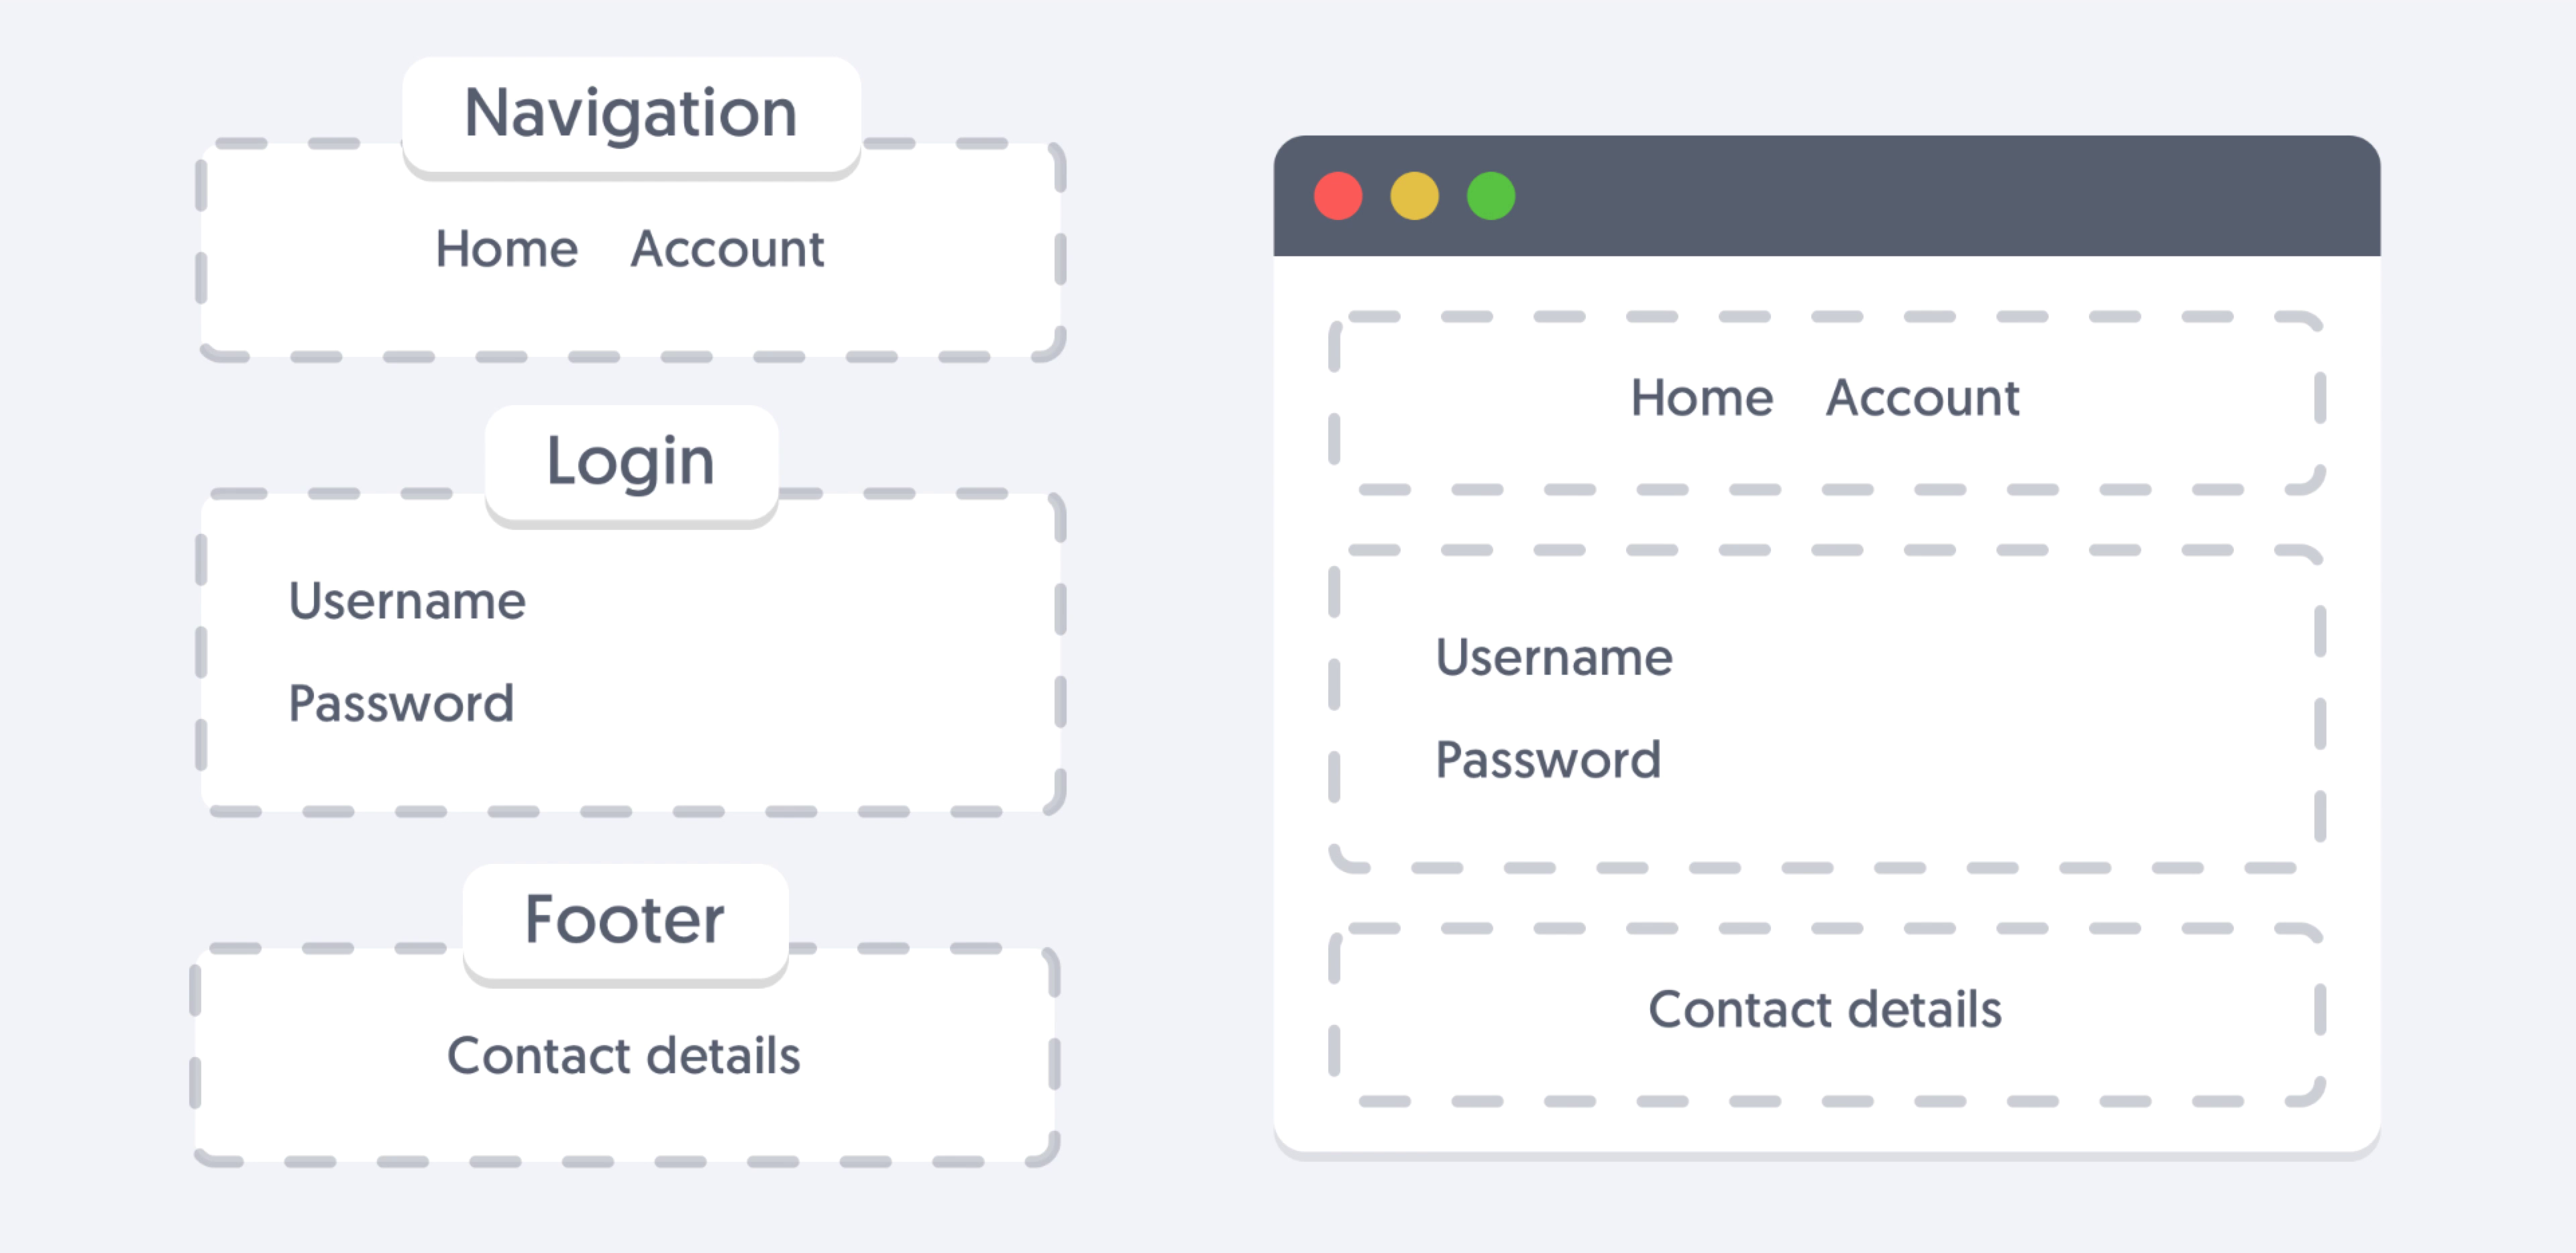 Navigation
Home Account
Login
Username
Password
Footer
Contact details
Home Account
Username
Password
Contact details